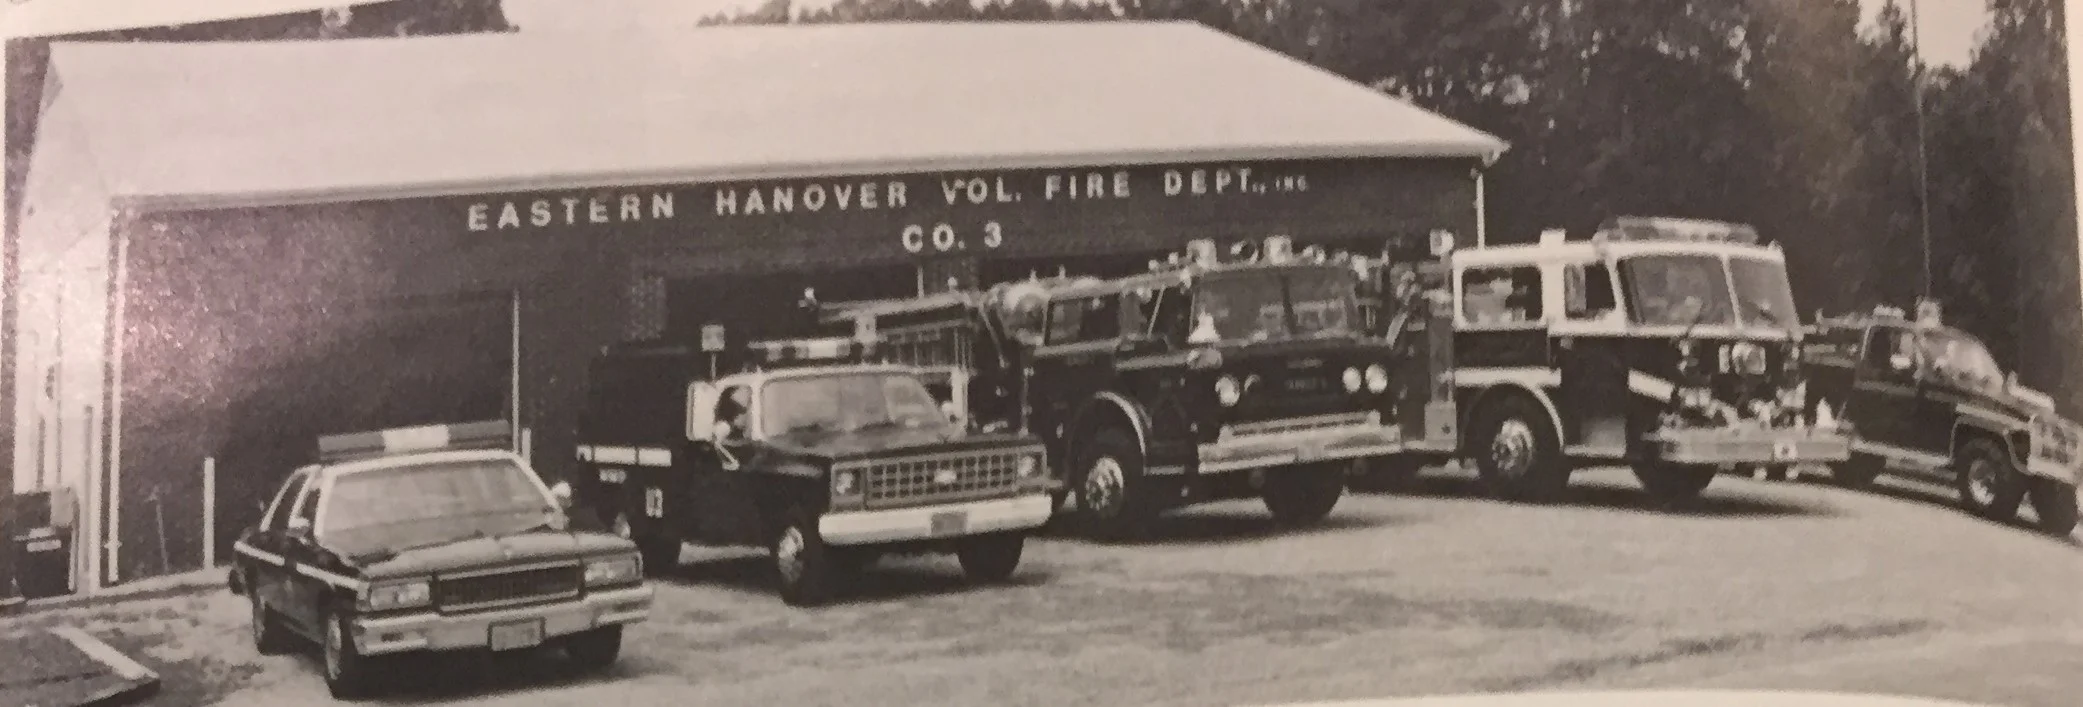 EASTERN HANOVER VOL. FIRE DEPT., INC.
CO. 3